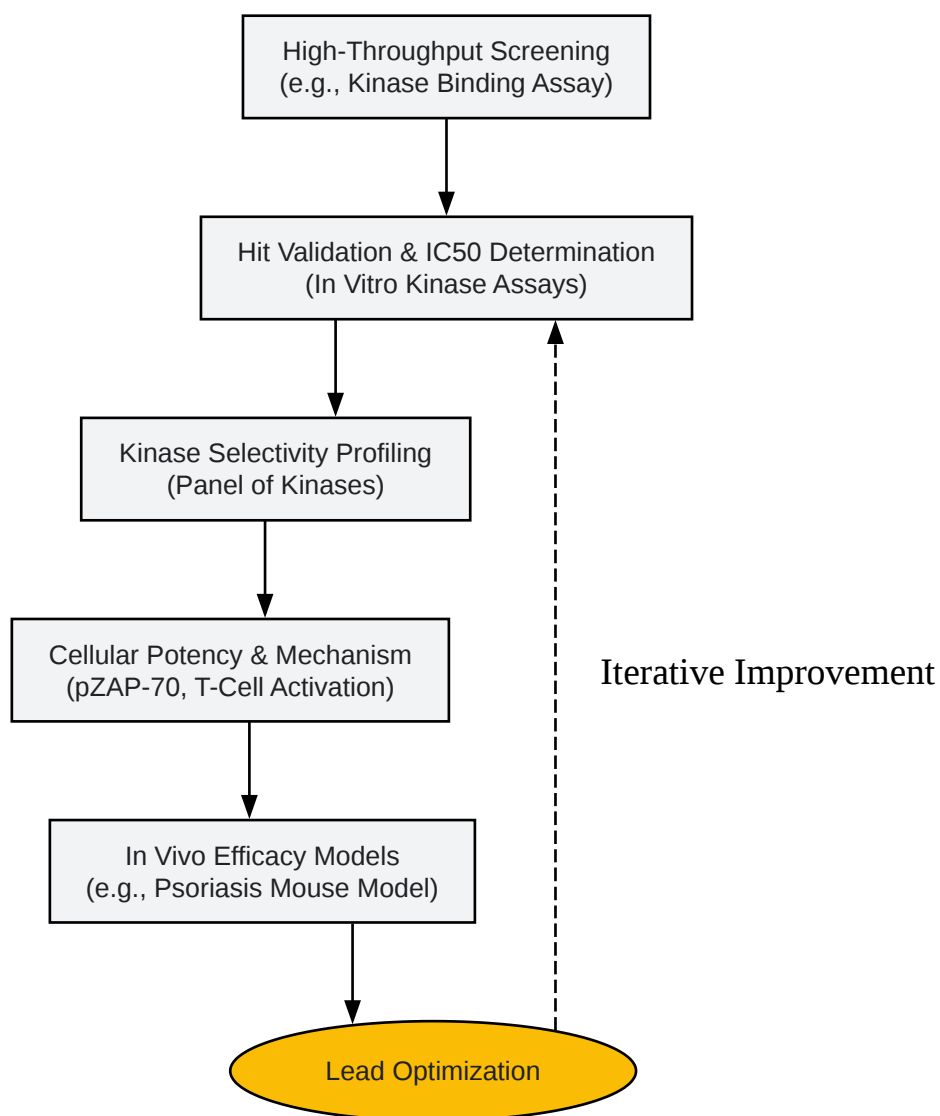 High-Throughput Screening
(e.g., Kinase Binding Assay)
Hit Validation & IC50 Determination
(In Vitro Kinase Assays)
Kinase Selectivity Profiling
(Panel of Kinases)
Cellular Potency & Mechanism
(pZAP-70, T-Cell Activation)
Iterative Improvement
In Vivo Efficacy Models
(e.g., Psoriasis Mouse Model)
Lead Optimization